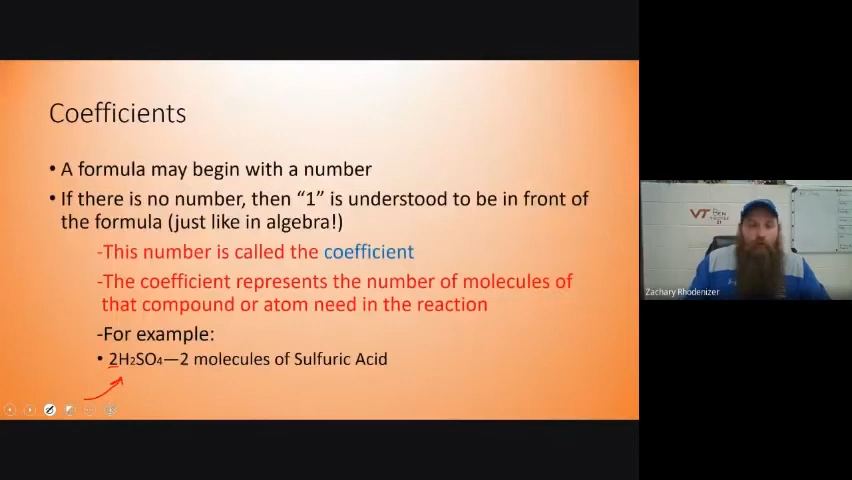 Coefficients
• A formula may begin with a number
• If there is no number, then “1” is understood to be in front of
the formula (just like in algebra!)
-This number is called the coefficient
-The coefficient represents the number of molecules of
that compound or atom need in the reaction
-For example:
• 2H2SO4—2 molecules of Sulfuric Acid
VT
Zachary Rhodenizer